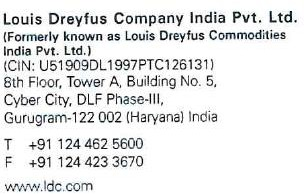 Louis Dreyfus Company India Pvt. Ltd.
(Formerly known as Louis Dreyfus Commodities
India Pvt. Ltd.)
(CIN: U51909DL1997PTC126131)
8th Floor, Tower A, Building No. 5,
Cyber City, DLF Phase-III,
Gurugram-122 002 (Haryana) India
T +91 124 462 5600
F +91 124 423 3670
www.ldc.com